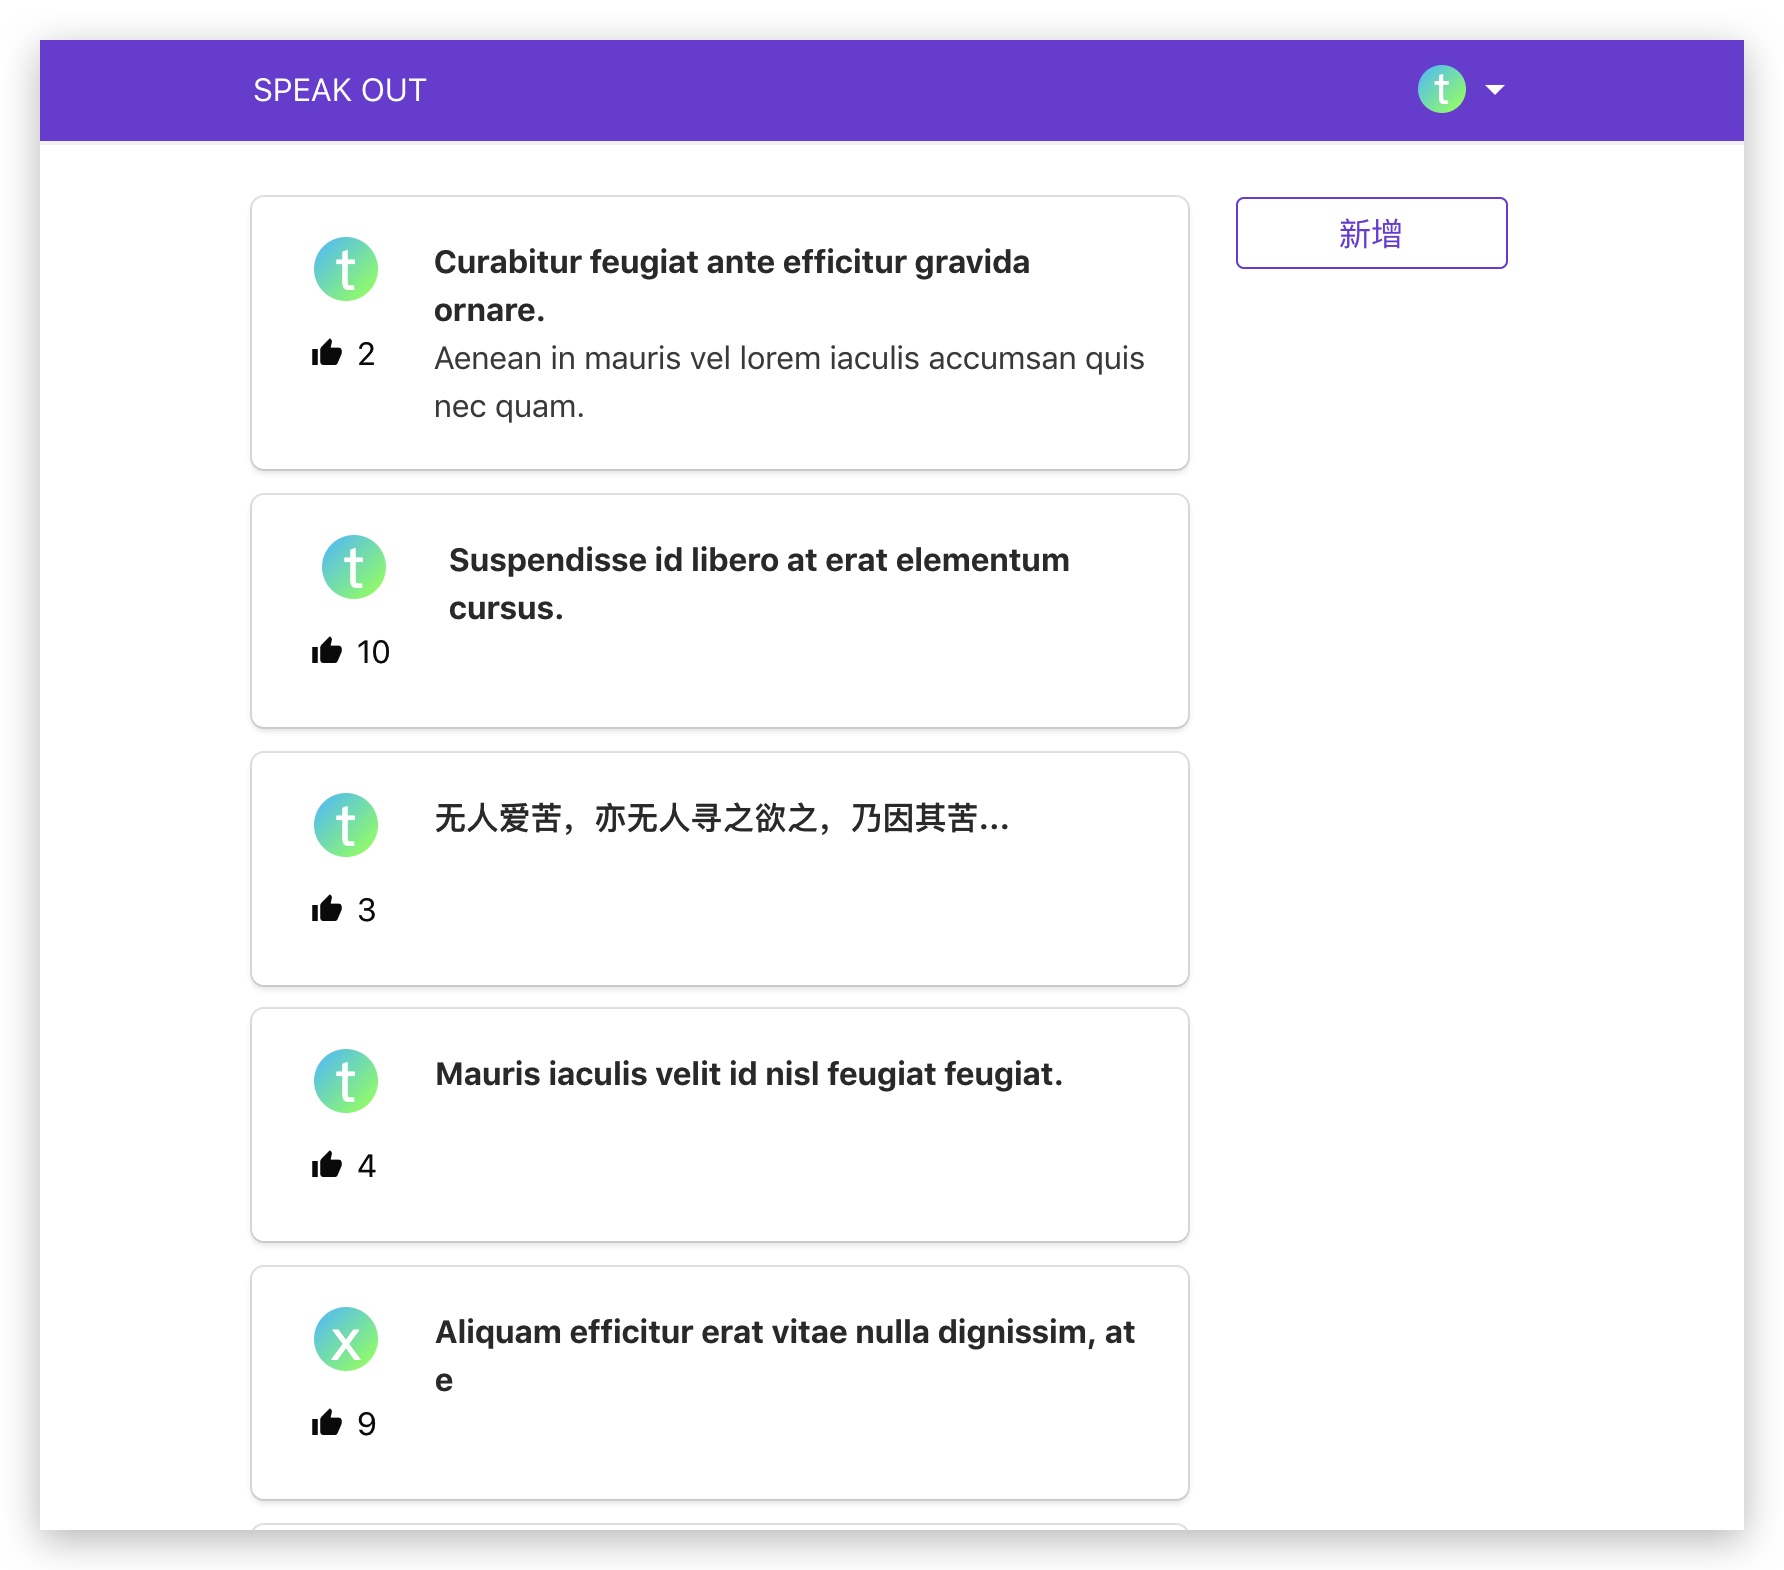 SPEAK OUT
t
新增
t
Curabitur feugiat ante efficitur gravida
ornare.
2
Aenean in mauris vel lorem iaculis accumsan quis
nec quam.
t
Suspendisse id libero at erat elementum
cursus.
10
t
无人爱苦，亦无人寻之欲之，乃因其苦...
3
t
Mauris iaculis velit id nisl feugiat feugiat.
4
x
Aliquam efficitur erat vitae nulla dignissim, at
e
9